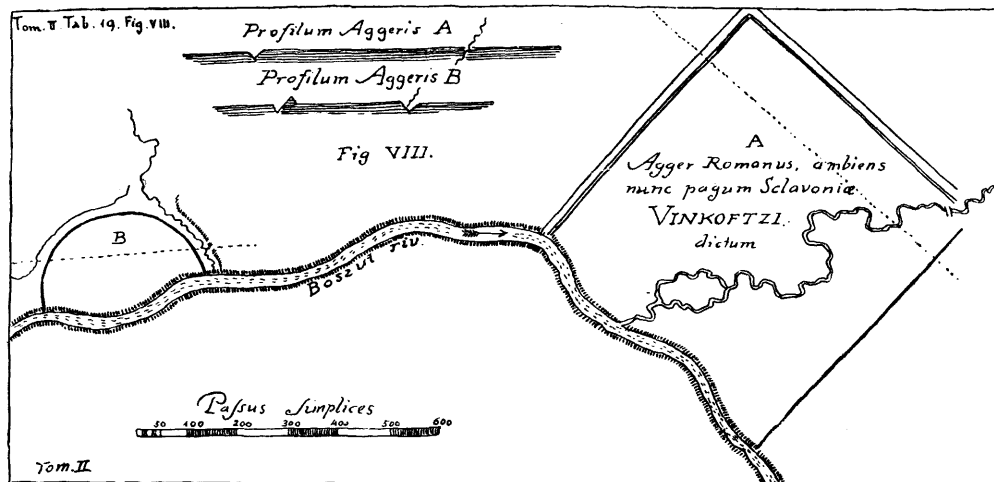 Tom. II Tab. 19. Fig. VIII.
Profilum Aggeris A
Profilum Aggeris B
Fig VIII.
A
Agger Romanus, ambiens
nunc pagum Sclavoniæ
VINKOFTZI.
dictum
B
Boszut riv.
Paſsus simplices
50 100 200 300 400 500 600
Tom. II